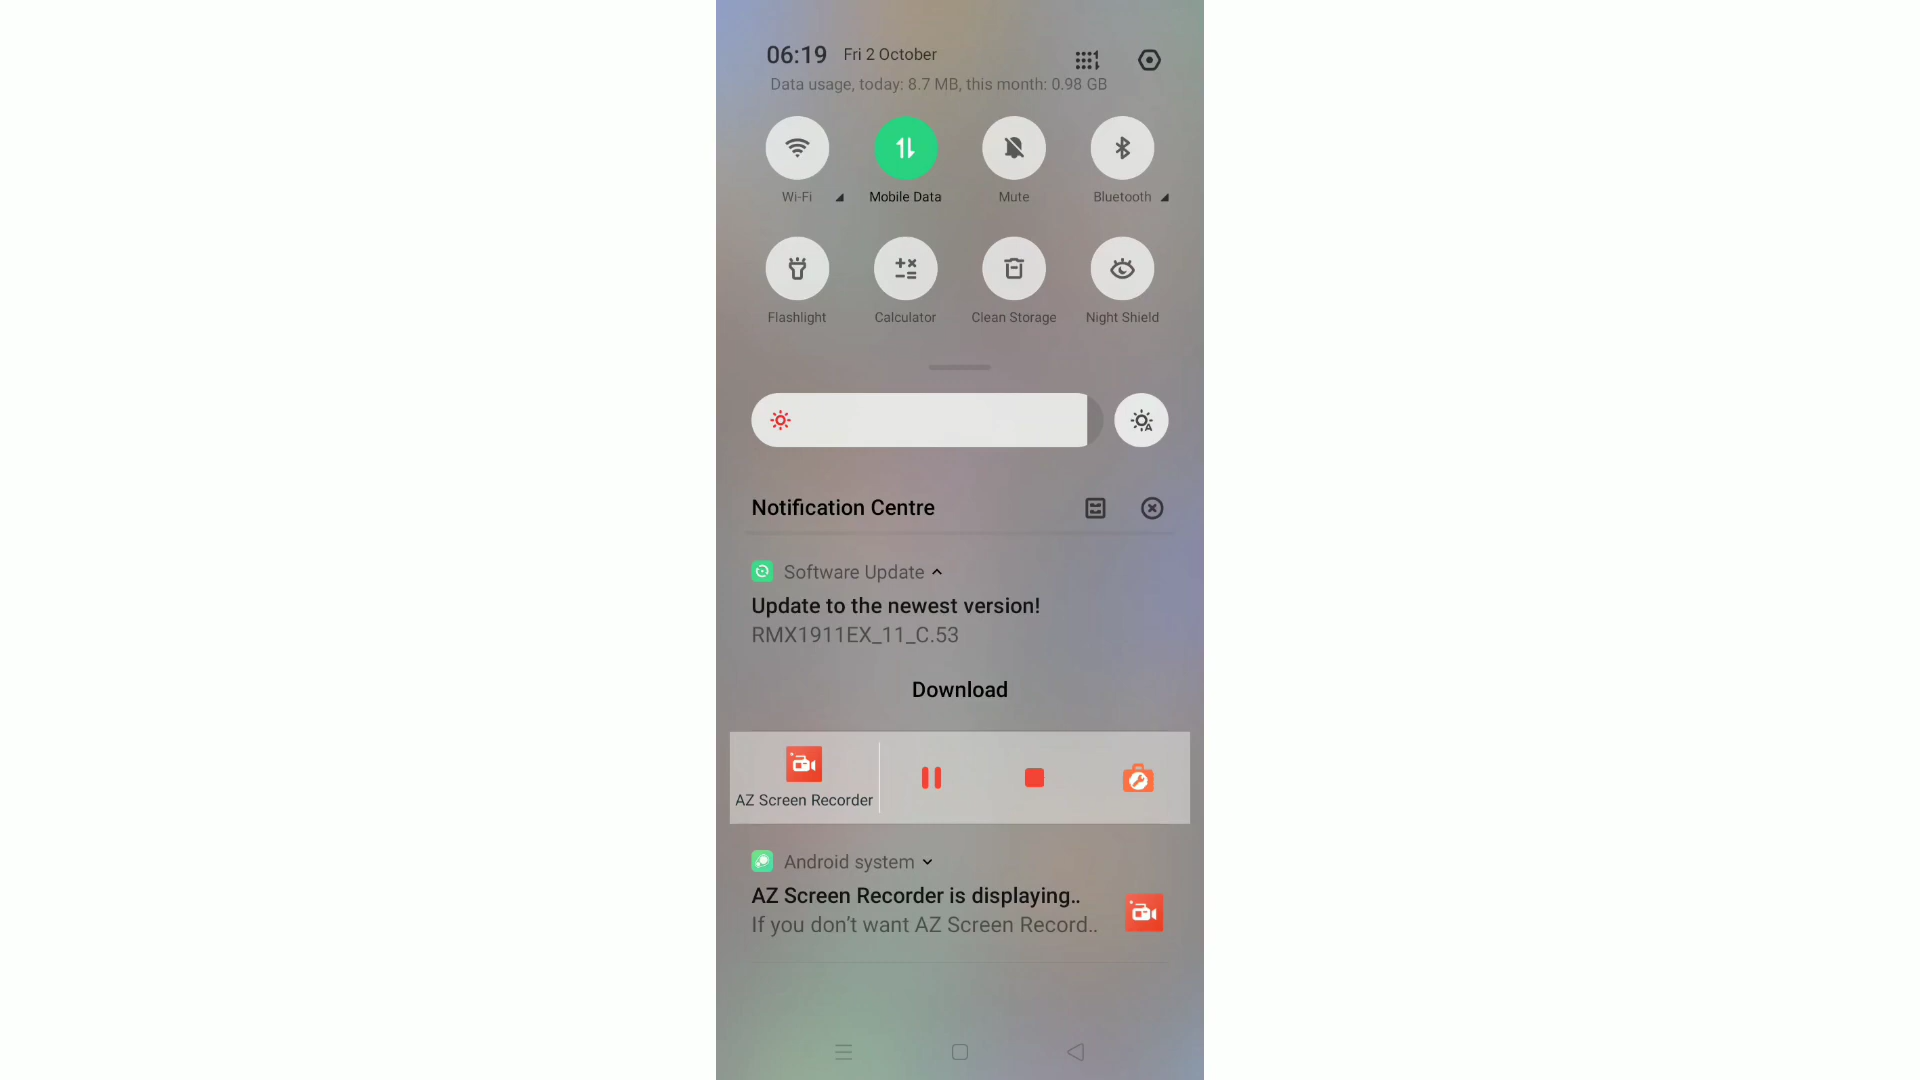 06:19 Fri 2 October
Data usage, today: 8.7 MB, this month: 0.98 GB
Wi-Fi Mobile Data Mute Bluetooth
Flashlight Calculator Clean Storage Night Shield
Notification Centre
Software Update
Update to the newest version!
RMX1911EX_11_C.53
Download
AZ Screen Recorder
Android system
AZ Screen Recorder is displaying..
If you don’t want AZ Screen Record..